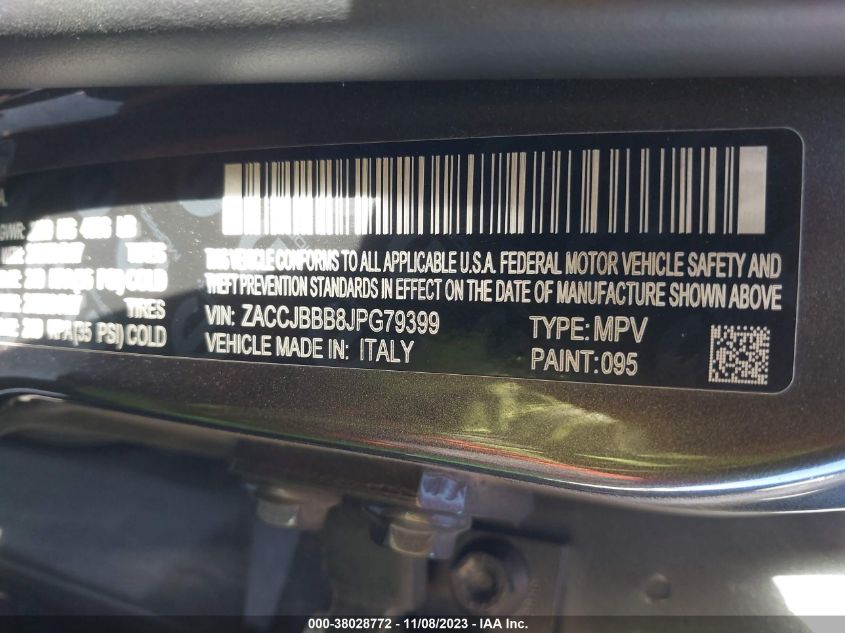 THIS VEHICLE CONFORMS TO ALL APPLICABLE U.S.A. FEDERAL MOTOR VEHICLE SAFETY AND
THEFT PREVENTION STANDARDS IN EFFECT ON THE DATE OF MANUFACTURE SHOWN ABOVE
TIRES
COLD
TIRES
(35 PSI) COLD
VIN: ZACCJBBB8JPG79399 TYPE: MPV
VEHICLE MADE IN: ITALY PAINT: 095
000-38028772 - 11/08/2023 - IAA Inc.